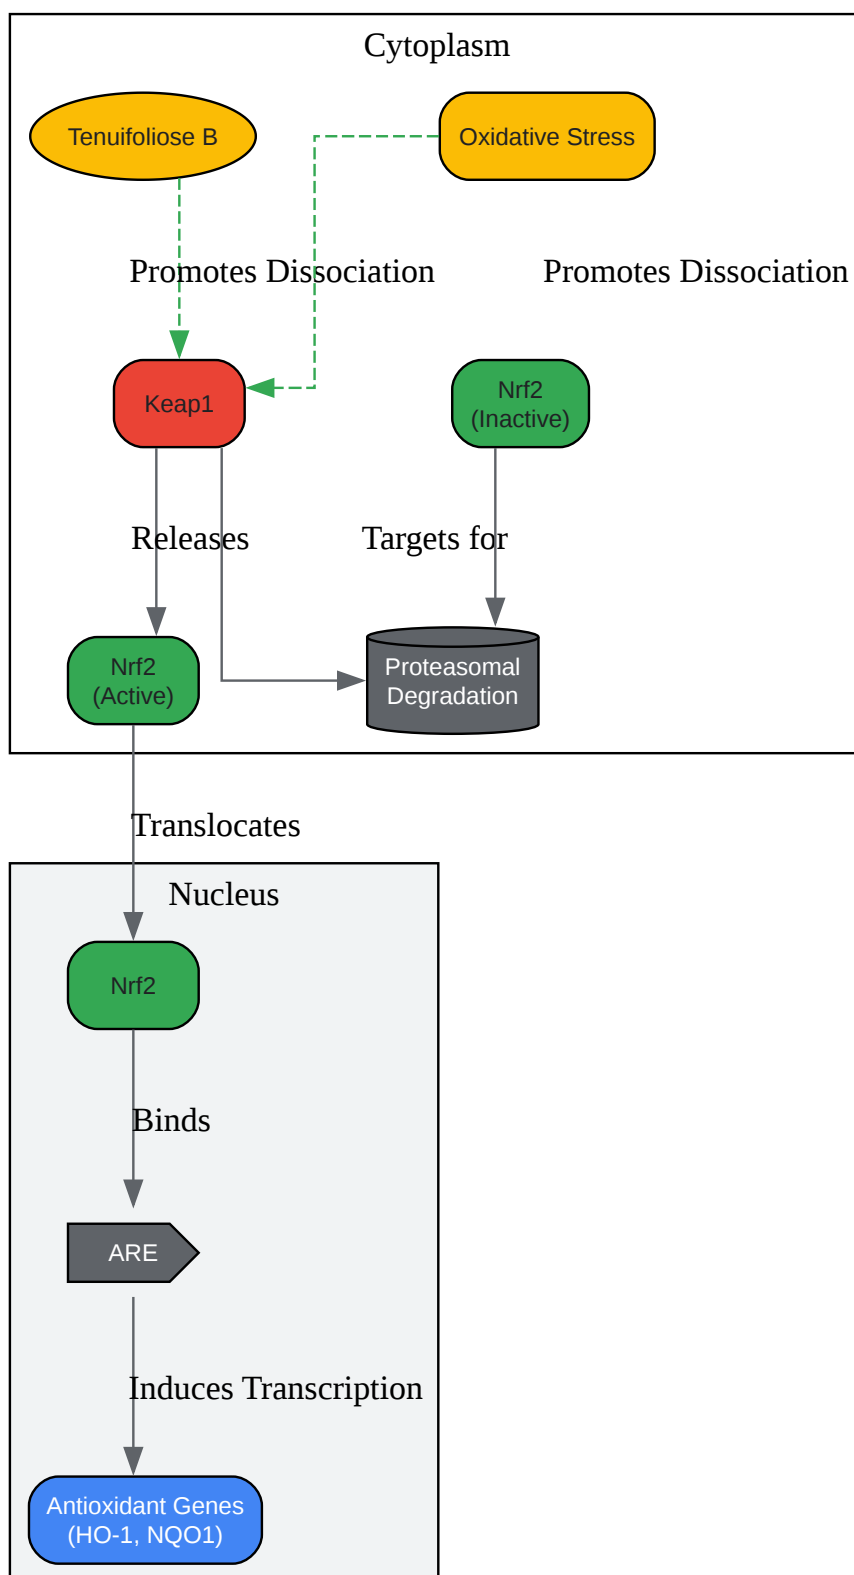 Cytoplasm
Tenuifoliose B
Oxidative Stress
Promotes Dissociation
Promotes Dissociation
Keap1
Nrf2
(Inactive)
Releases
Targets for
Nrf2
(Active)
Proteasomal
Degradation
Translocates
Nucleus
Nrf2
Binds
ARE
Induces Transcription
Antioxidant Genes
(HO-1, NQO1)